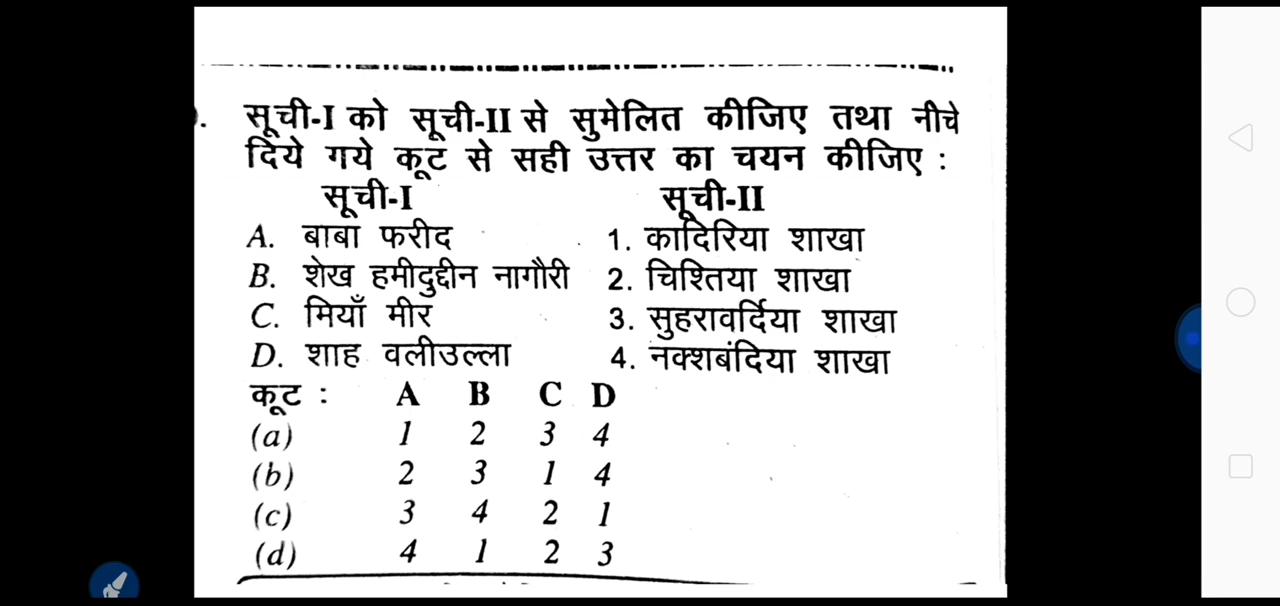 . सूची-I को सूची-II से सुमेलित कीजिए तथा नीचे
दिये गये कूट से सही उत्तर का चयन कीजिए :
सूची-I सूची-II
A. बाबा फरीद 1. कादिरिया शाखा
B. शेख हमीदुद्दीन नागौरी 2. चिश्तिया शाखा
C. मियाँ मीर 3. सुहरावर्दिया शाखा
D. शाह वलीउल्ला 4. नक्शबंदिया शाखा
कूट : A B C D
(a) 1 2 3 4
(b) 2 3 1 4
(c) 3 4 2 1
(d) 4 1 2 3